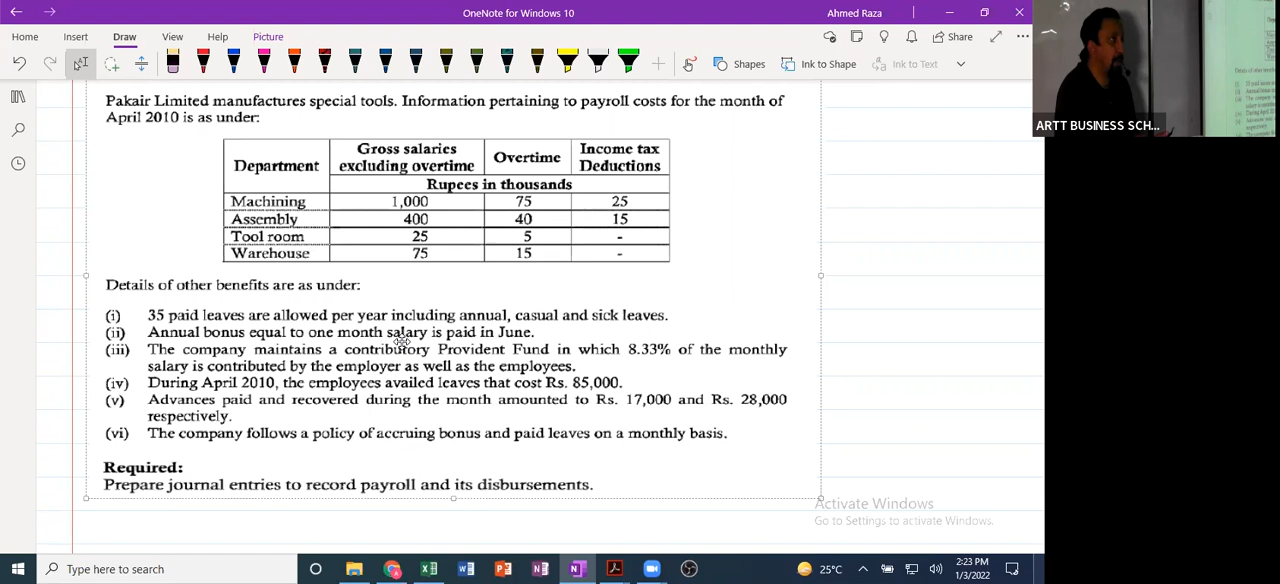 OneNote for Windows 10
Ahmed Raza
Home Insert Draw View Help Picture
Share
Shapes Ink to Shape Ink to Text
ARTT BUSINESS SCH...
Pakair Limited manufactures special tools. Information pertaining to payroll costs for the month of
April 2010 is as under:
Department Gross salaries excluding overtime Overtime Income tax Deductions
Rupees in thousands
Machining 1,000 75 25
Assembly 400 40 15
Tool room 25 5 -
Warehouse 75 15 -
Details of other benefits are as under:
(i) 35 paid leaves are allowed per year including annual, casual and sick leaves.
(ii) Annual bonus equal to one month salary is paid in June.
(iii) The company maintains a contributory Provident Fund in which 8.33% of the monthly
salary is contributed by the employer as well as the employees.
(iv) During April 2010, the employees availed leaves that cost Rs. 85,000.
(v) Advances paid and recovered during the month amounted to Rs. 17,000 and Rs. 28,000
respectively.
(vi) The company follows a policy of accruing bonus and paid leaves on a monthly basis.
Required:
Prepare journal entries to record payroll and its disbursements.
Activate Windows
Go to Settings to activate Windows.
Type here to search
25°C
2:23 PM
1/3/2022